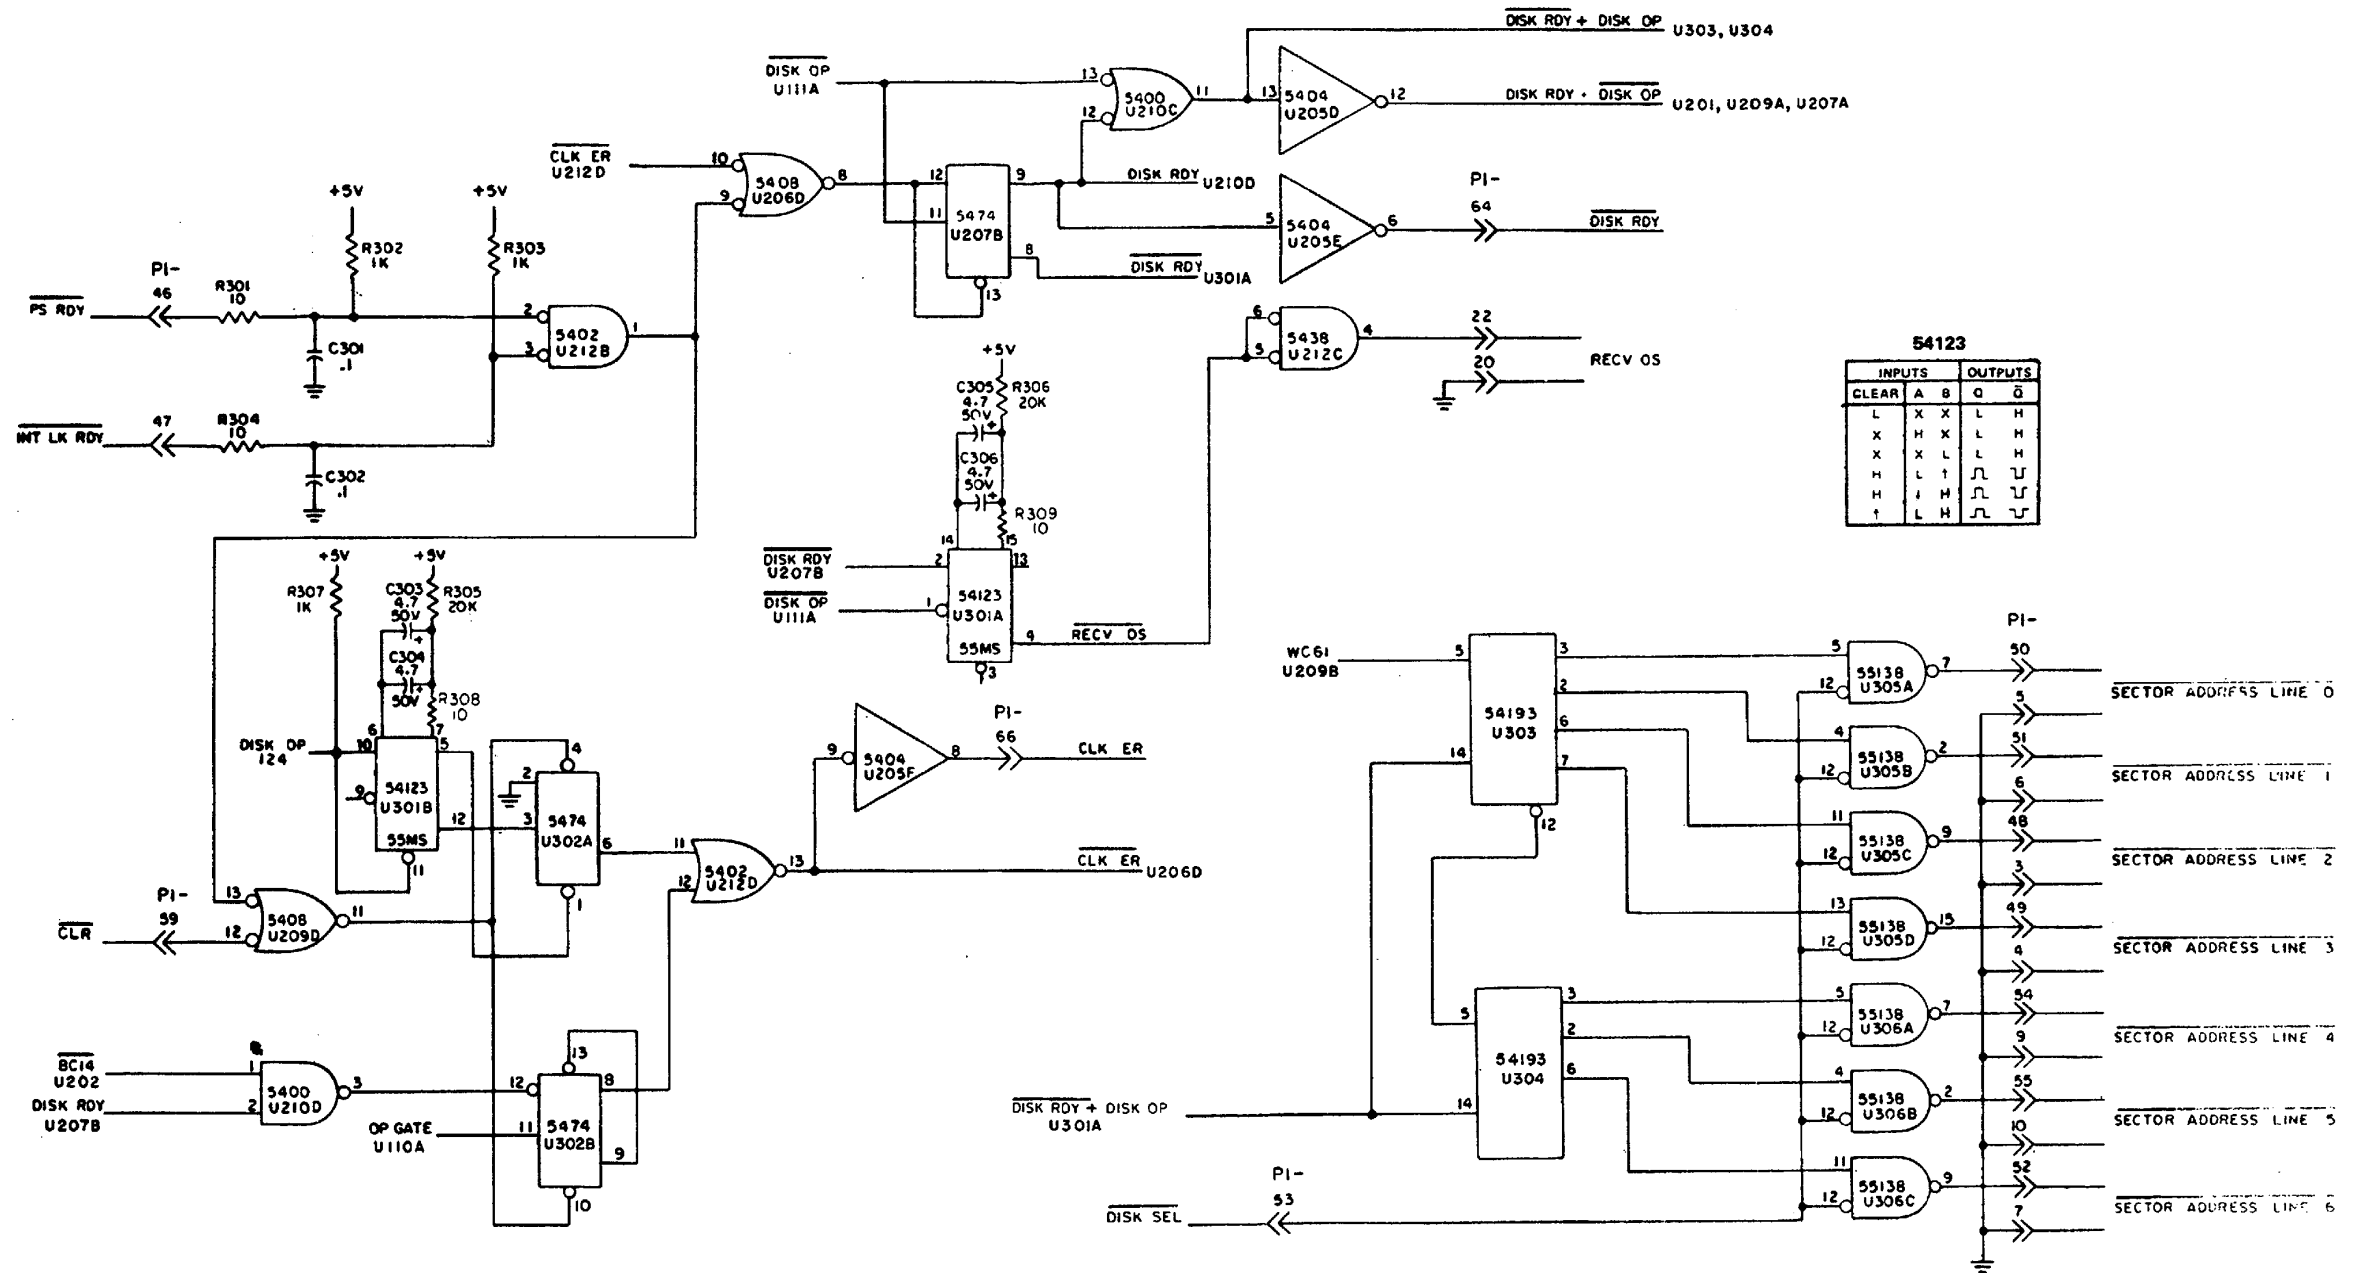 DISK RDY + DISK OP
U303, U304
DISK OP
U111A
13
12
5400
U210C
11
13
5404
U205D
12
DISK RDY · DISK OP
U201, U209A, U207A
CLK ER
U212D
10
9
5408
U206D
8
12
11
5474
U207B
9
8
13
DISK RDY
U210D
DISK RDY
U301A
5
5404
U205E
6
P1-
64
DISK RDY
+5V
R302
1K
+5V
R303
1K
P1-
46
PS RDY
R301
10
C301
.1
2
3
5402
U212B
1
47
INT LK RDY
R304
10
C302
.1
6
5
5438
U212C
4
22
20
RECV OS
+5V
C305
4.7
50V
+
R306
20K
C306
4.7
50V
+
R309
10
14
15
DISK RDY
U207B
2
13
DISK OP
U111A
1
54123
U301A
55MS
4
3
RECV OS
54123
INPUTS OUTPUTS
CLEAR A B Q Q
L X X L H
X H X L H
X X L L H
H L ↑
H ↓ H
↑ L H
+5V
R307
1K
+5V
C303
4.7
50V
+
R305
20K
C304
4.7
50V
+
R308
10
6
7
DISK OP
124
10
5
9
54123
U301B
55MS
12
11
4
2
3
5474
U302A
6
1
P1-
59
CLR
13
12
5408
U209D
11
11
12
5402
U212D
13
9
5404
U205F
8
P1-
66
CLK ER
CLK ER
U206D
BC14
U202
1
DISK RDY
U207B
2
5400
U210D
3
12
13
8
OP GATE
U110A
11
5474
U302B
9
10
WC61
U209B
5
14
54193
U303
3
2
6
7
12
5
14
54193
U304
3
2
6
DISK RDY + DISK OP
U301A
P1-
53
DISK SEL
P1-
5
12
55138
U305A
7
50
5
SECTOR ADDRESS LINE 0
4
12
55138
U305B
2
51
6
SECTOR ADDRESS LINE 1
11
12
55138
U305C
9
48
3
SECTOR ADDRESS LINE 2
13
12
55138
U305D
15
49
4
SECTOR ADDRESS LINE 3
5
12
55138
U306A
7
54
9
SECTOR ADDRESS LINE 4
4
12
55138
U306B
2
55
10
SECTOR ADDRESS LINE 5
11
12
55138
U306C
9
52
7
SECTOR ADDRESS LINE 6